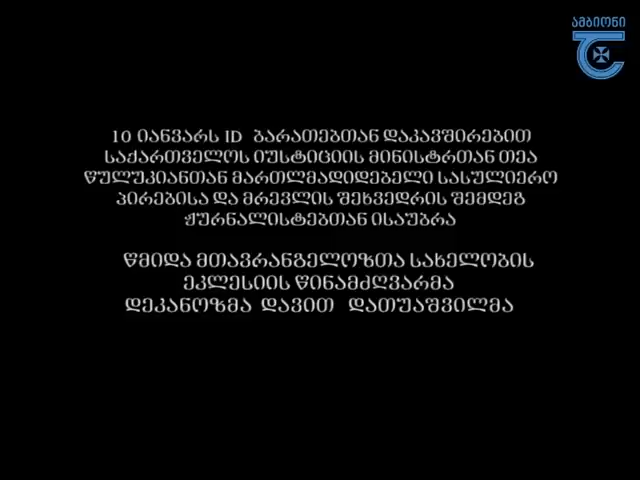 ამბიონი
10 იანვარს ID ბარათებთან დაკავშირებით
საქართველოს იუსტიციის მინისტრთან თეა
წულუკიანთან მართლმადიდებელი სასულიერო
პირებისა და მრევლის შეხვედრის შემდეგ
ჟურნალისტებთან ისაუბრა
წმიდა მთავრანგელოზთა სახელობის
ეკლესიის წინამძღვარმა
დეკანოზმა დავით დათუაშვილმა